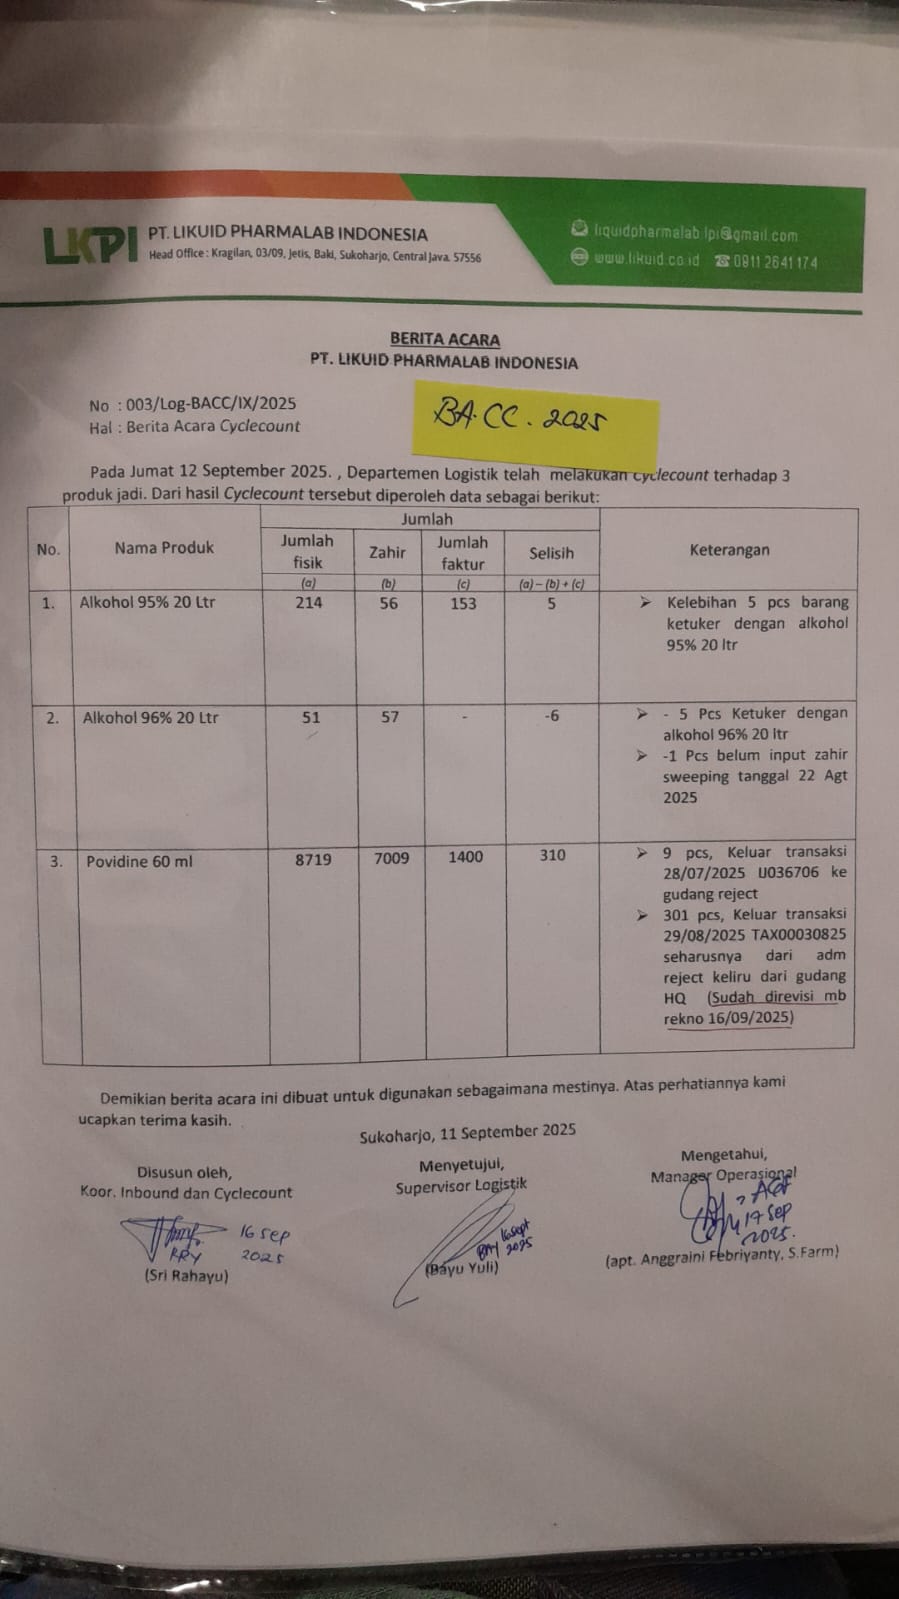 LKPI
PT. LIKUID PHARMALAB INDONESIA
Head Office : Kragilan, 03/09, Jetis, Baki, Sukoharjo, Central Java. 57556
liquidpharmalab.lpi@gmail.com
www.likuid.co.id 0811 2641 174
BERITA ACARA
PT. LIKUID PHARMALAB INDONESIA
No : 003/Log-BACC/IX/2025
Hal : Berita Acara Cyclecount
BA.CC. 2025
Pada Jumat 12 September 2025. , Departemen Logistik telah melakukan Cyclecount terhadap 3
produk jadi. Dari hasil Cyclecount tersebut diperoleh data sebagai berikut:
No. Nama Produk Jumlah Keterangan
Jumlah fisik Zahir Jumlah faktur Selisih
(a) (b) (c) (a) – (b) + (c)
1. Alkohol 95% 20 Ltr 214 56 153 5
➢ Kelebihan 5 pcs barang
ketuker dengan alkohol
95% 20 ltr
2. Alkohol 96% 20 Ltr 51 57 - -6
➢ - 5 Pcs Ketuker dengan
alkohol 96% 20 ltr
➢ -1 Pcs belum input zahir
sweeping tanggal 22 Agt
2025
3. Povidine 60 ml 8719 7009 1400 310
➢ 9 pcs, Keluar transaksi
28/07/2025 IJ036706 ke
gudang reject
➢ 301 pcs, Keluar transaksi
29/08/2025 TAX00030825
seharusnya dari adm
reject keliru dari gudang
HQ (Sudah direvisi mb
rekno 16/09/2025)
Demikian berita acara ini dibuat untuk digunakan sebagaimana mestinya. Atas perhatiannya kami
ucapkan terima kasih.
Sukoharjo, 11 September 2025
Disusun oleh,
Koor. Inbound dan Cyclecount
16 Sep
2025
RRY
(Sri Rahayu)
Menyetujui,
Supervisor Logistik
16 Sept
BAY 2025
(Bayu Yuli)
Mengetahui,
Manager Operasional
17 Sep
2025.
(apt. Anggraini Febriyanty, S.Farm)